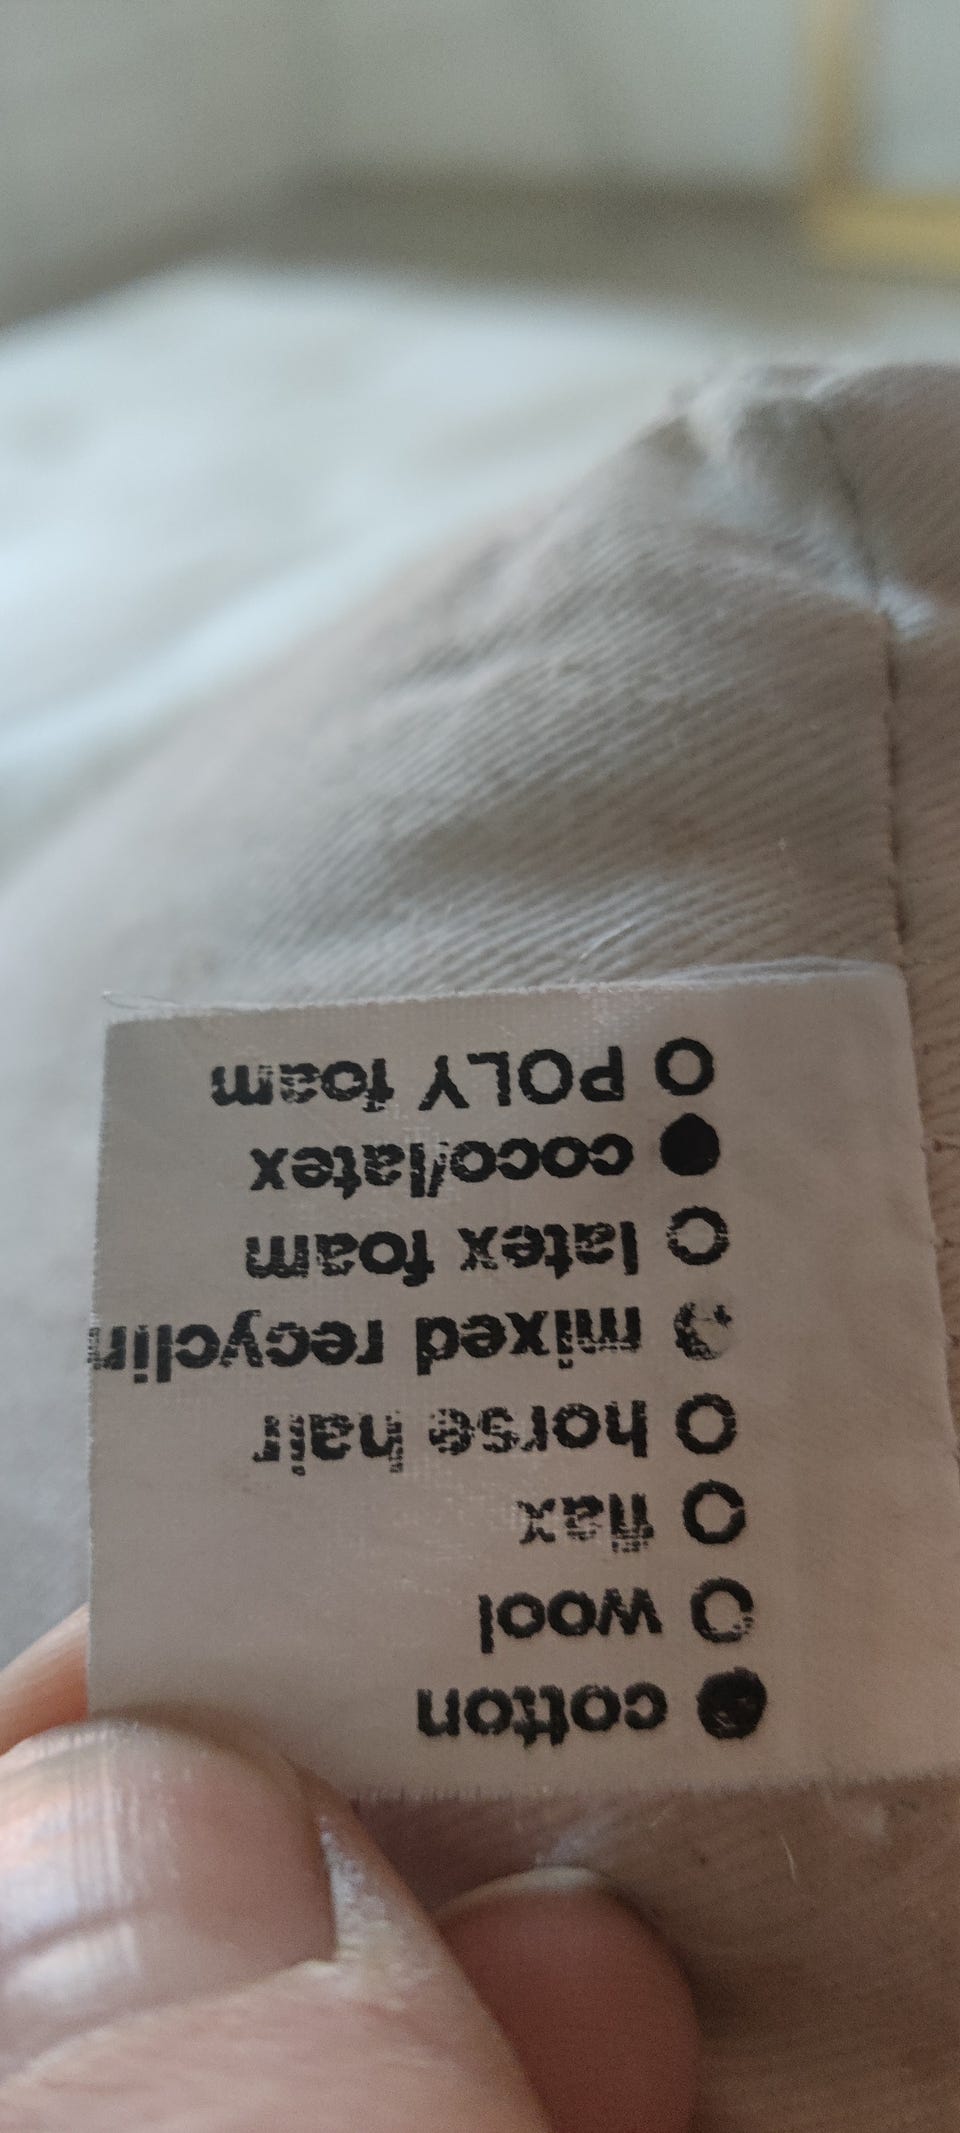 cotton
wool
flax
horse hair
mixed recyclin
latex foam
coco/latex
POLY foam